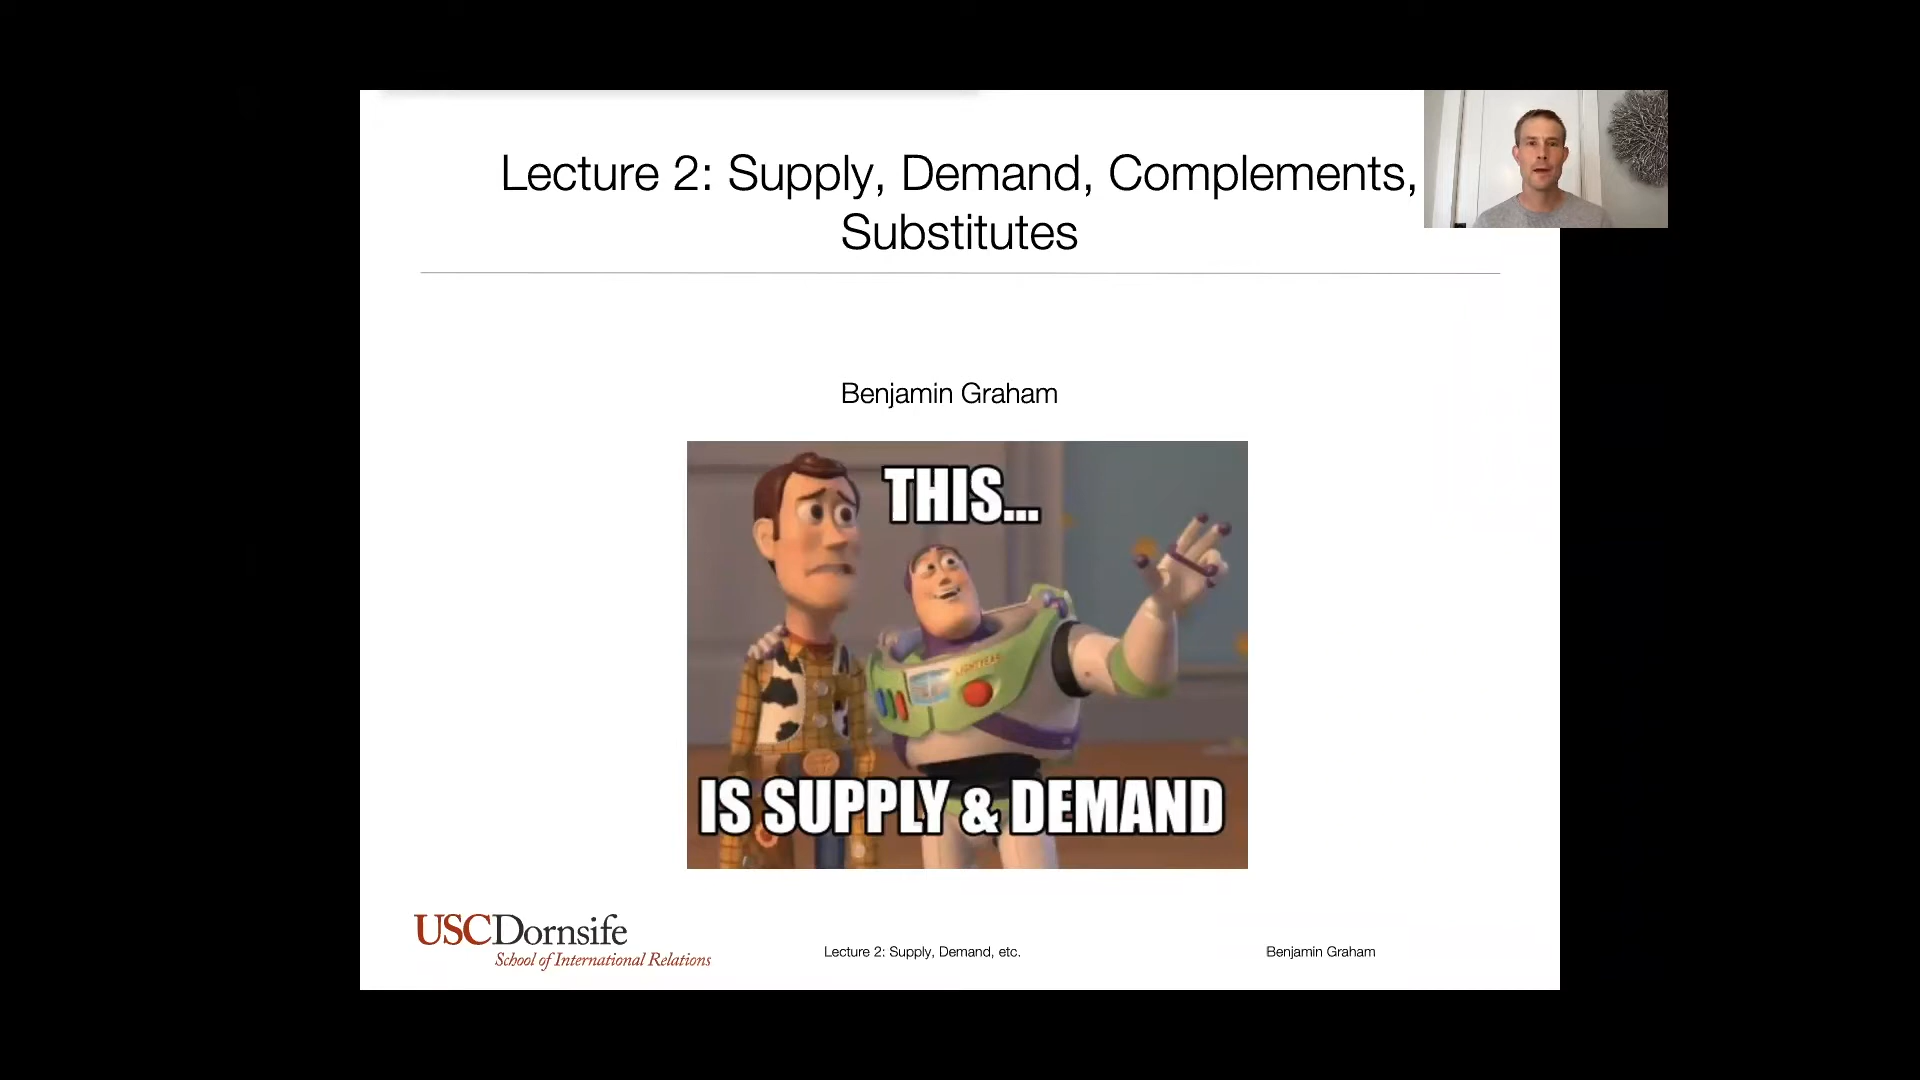 Lecture 2: Supply, Demand, Complements,
Substitutes
Benjamin Graham
THIS...
LIGHTYEAR
IS SUPPLY & DEMAND
USCDornsife
School of International Relations
Lecture 2: Supply, Demand, etc.
Benjamin Graham